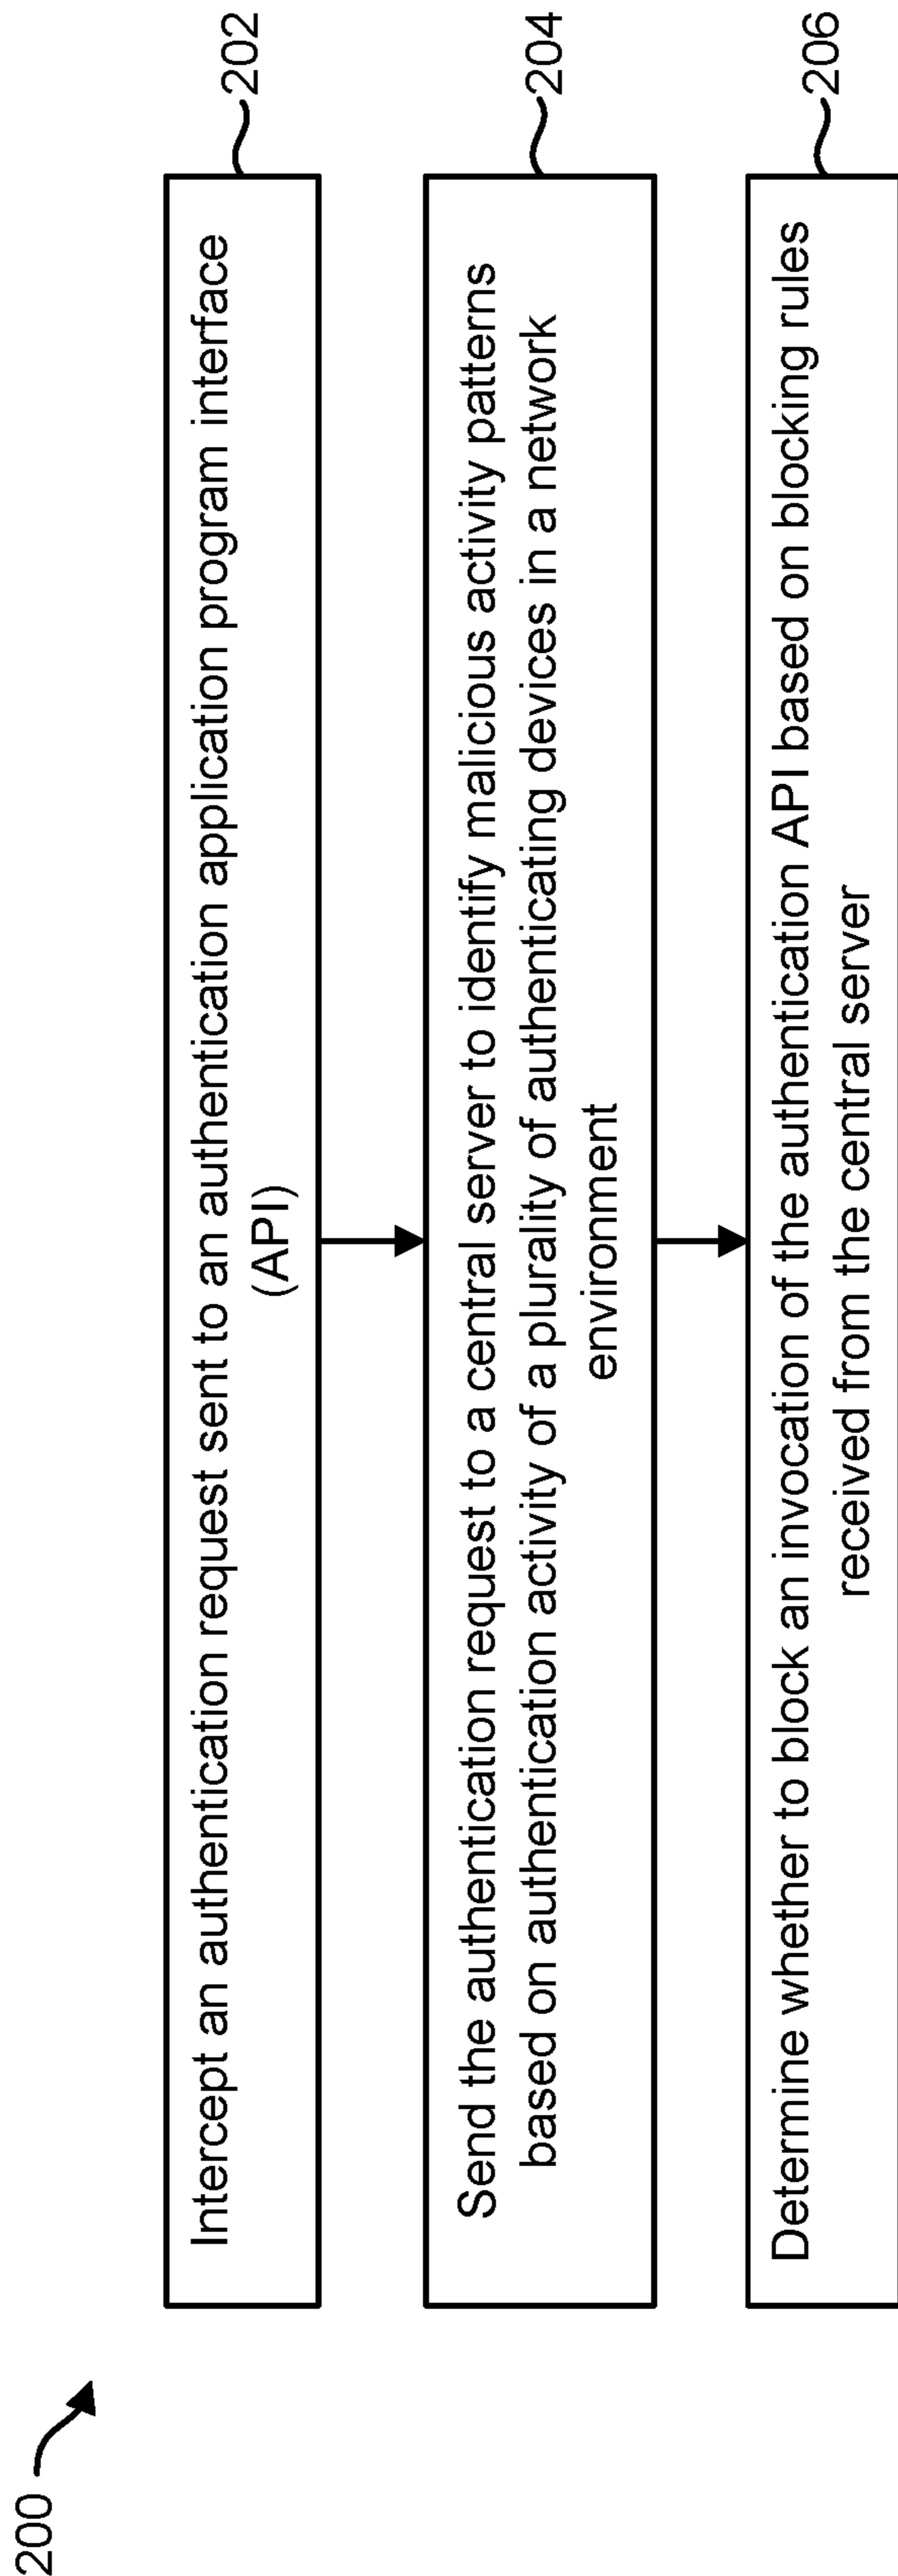 200
Intercept an authentication request sent to an authentication application program interface
(API)
202
Send the authentication request to a central server to identify malicious activity patterns
based on authentication activity of a plurality of authenticating devices in a network
environment
204
Determine whether to block an invocation of the authentication API based on blocking rules
received from the central server
206